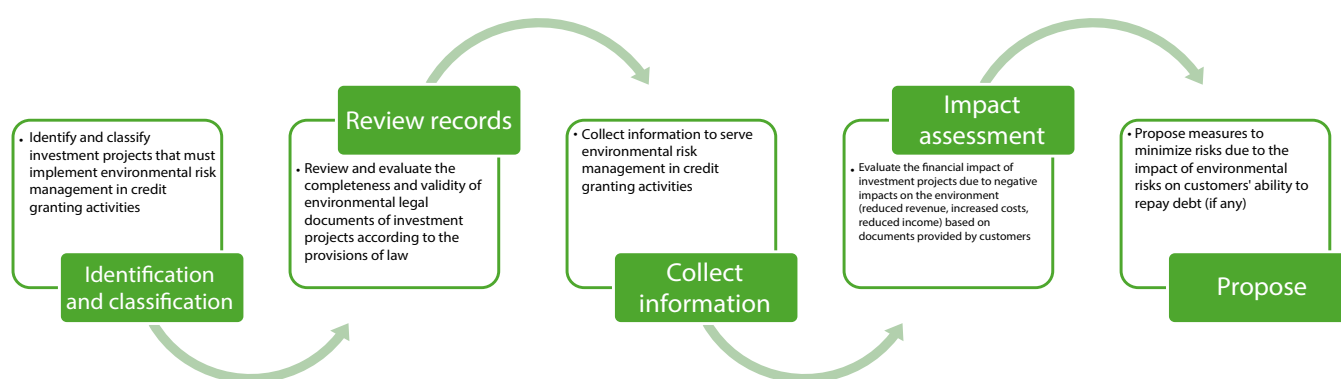 • Identify and classify
investment projects that must
implement environmental risk
management in credit
granting activities
Identification
and classification
Review records
• Review and evaluate the
completeness and validity of
environmental legal
documents of investment
projects according to the
provisions of law
• Collect information to serve
environmental risk
management in credit
granting activities
Collect
information
Impact
assessment
• Evaluate the financial impact of
investment projects due to negative
impacts on the environment
(reduced revenue, increased costs,
reduced income) based on
documents provided by customers
• Propose measures to
minimize risks due to the
impact of environmental
risks on customers' ability to
repay debt (if any)
Propose